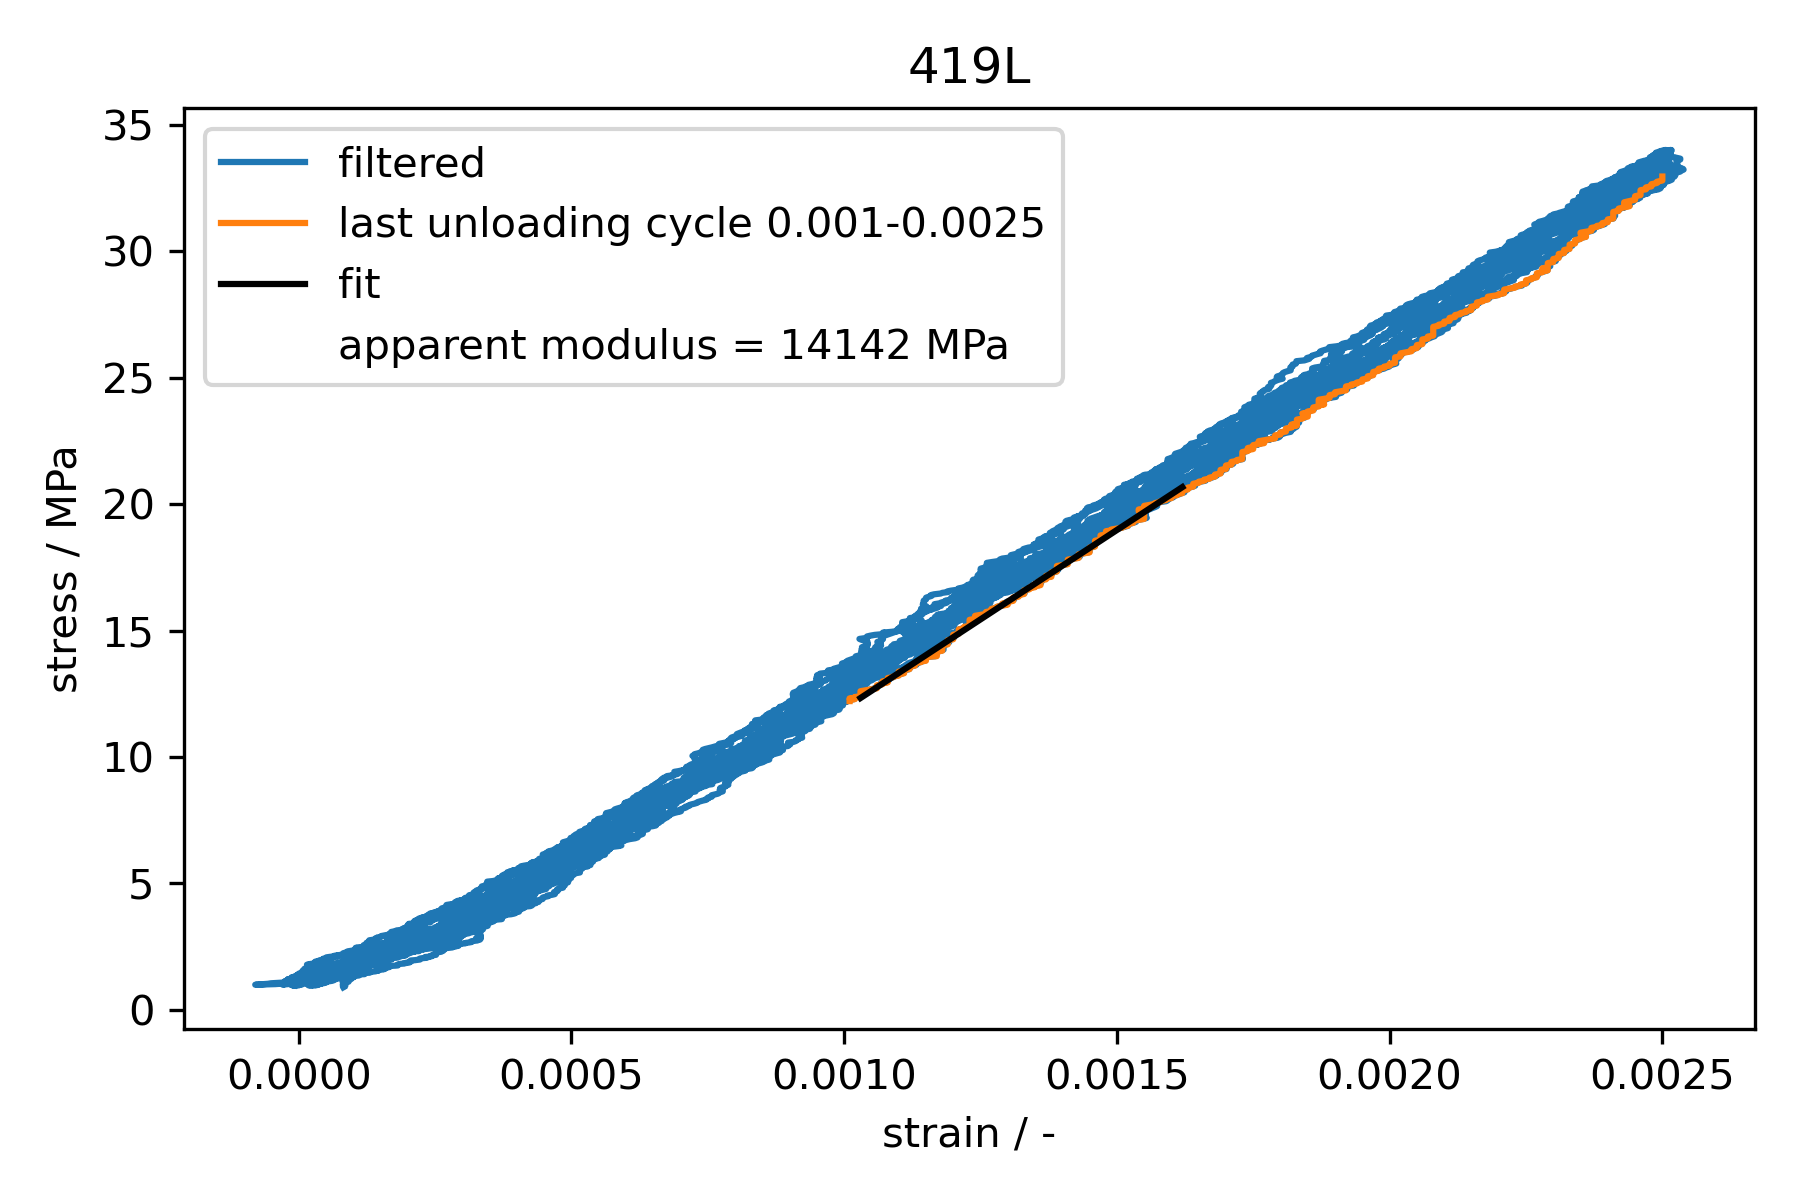 419L
35
30
25
20
15
10
5
0
stress / MPa
filtered
last unloading cycle 0.001-0.0025
fit
apparent modulus = 14142 MPa
0.0000 0.0005 0.0010 0.0015 0.0020 0.0025
strain / -